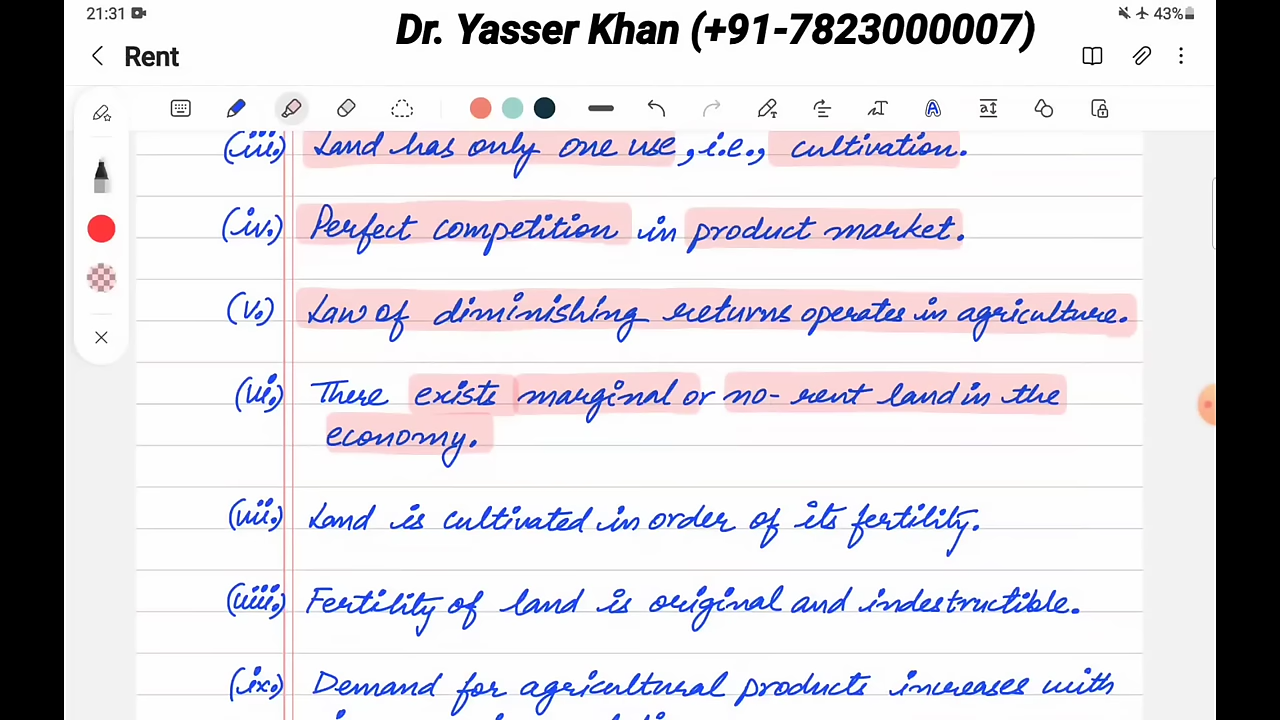 21:31
Dr. Yasser Khan (+91-7823000007)
43%
Rent
(iii.) Land has only one use, i.e., cultivation.
(iv.) Perfect competition in product market.
(v.) Law of diminishing returns operates in agriculture.
(vi.) There exists marginal or no-rent land in the
economy.
(vii.) Land is cultivated in order of its fertility.
(viii.) Fertility of land is original and indestructible.
(ix.) Demand for agricultural products increases with